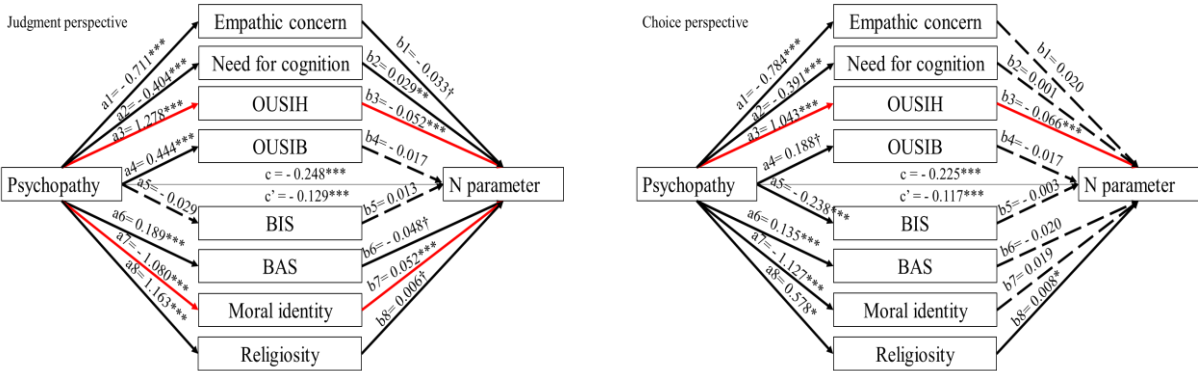 Judgment perspective
Empathic concern
Need for cognition
OUSIH
OUSIB
Psychopathy
N parameter
BIS
BAS
Moral identity
Religiosity
a1= - 0.711***
a2= - 0.404***
a3= 1.278***
a4= 0.444***
a5= - 0.029
a6= 0.189***
a7= - 1.080***
a8= 1.163***
b1= - 0.033†
b2= 0.029**
b3= - 0.052***
b4= - 0.017
c = - 0.248***
c’ = - 0.129***
b5= 0.013
b6= -0.048†
b7= 0.052***
b8= 0.006†
Choice perspective
Empathic concern
Need for cognition
OUSIH
OUSIB
Psychopathy
N parameter
BIS
BAS
Moral identity
Religiosity
a1= - 0.784***
a2= - 0.391***
a3= 1.043***
a4= 0.188†
a5= - 0.238***
a6= 0.135***
a7= - 1.127***
a8= 0.578*
b1= 0.020
b2= 0.001
b3= - 0.066***
b4= - 0.017
c = - 0.225***
c’ = - 0.117***
b5= - 0.003
b6= - 0.020
b7= 0.019
b8= 0.008*